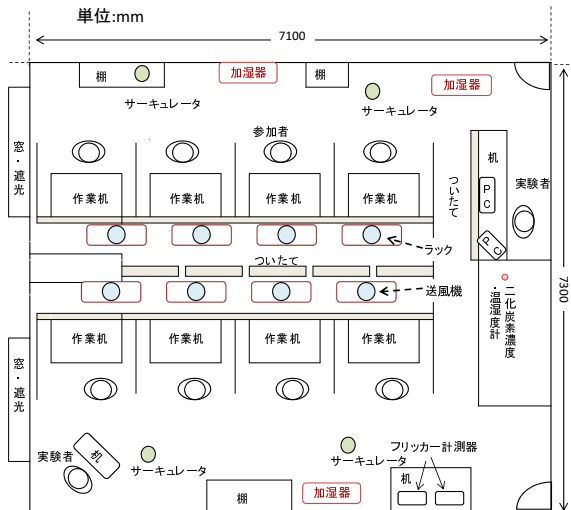 単位:mm
7100
棚
加湿器
棚
加湿器
サーキュレータ
サーキュレータ
参加者
窓・遮光
机
ついたて
PC
実験者
作業机
作業机
作業机
作業机
PC
ラック
ついたて
送風機
二化炭素濃度
・温湿度計
7300
作業机
作業机
作業机
作業机
窓・遮光
実験者
机
サーキュレータ
サーキュレータ
フリッカー計測器
机
棚
加湿器